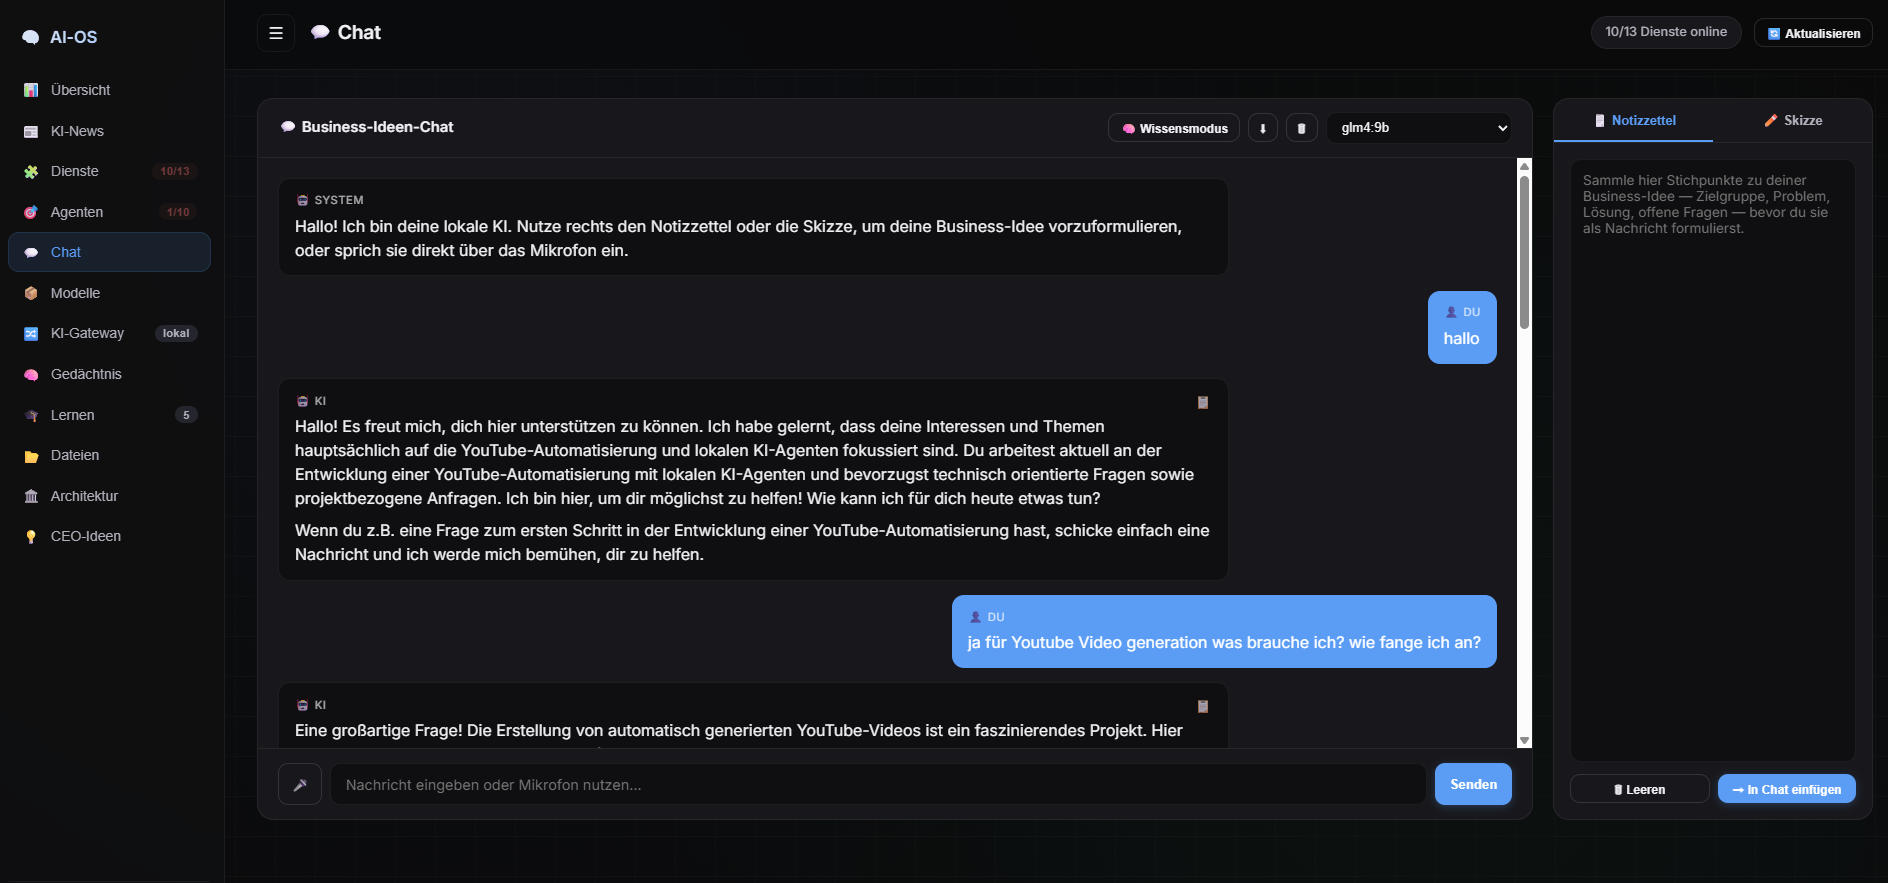 AI-OS
Übersicht
KI-News
Dienste 10/13
Agenten 1/10
Chat
Modelle
KI-Gateway lokal
Gedächtnis
Lernen 5
Dateien
Architektur
CEO-Ideen
Chat
10/13 Dienste online
Aktualisieren
Business-Ideen-Chat
Wissensmodus
glm4:9b
SYSTEM
Hallo! Ich bin deine lokale KI. Nutze rechts den Notizzettel oder die Skizze, um deine Business-Idee vorzuformulieren,
oder sprich sie direkt über das Mikrofon ein.
DU
hallo
KI
Hallo! Es freut mich, dich hier unterstützen zu können. Ich habe gelernt, dass deine Interessen und Themen
hauptsächlich auf die YouTube-Automatisierung und lokalen KI-Agenten fokussiert sind. Du arbeitest aktuell an der
Entwicklung einer YouTube-Automatisierung mit lokalen KI-Agenten und bevorzugst technisch orientierte Fragen sowie
projektbezogene Anfragen. Ich bin hier, um dir möglichst zu helfen! Wie kann ich für dich heute etwas tun?
Wenn du z.B. eine Frage zum ersten Schritt in der Entwicklung einer YouTube-Automatisierung hast, schicke einfach eine
Nachricht und ich werde mich bemühen, dir zu helfen.
DU
ja für Youtube Video generation was brauche ich? wie fange ich an?
KI
Eine großartige Frage! Die Erstellung von automatisch generierten YouTube-Videos ist ein faszinierendes Projekt. Hier
Nachricht eingeben oder Mikrofon nutzen...
Senden
Notizzettel
Skizze
Sammle hier Stichpunkte zu deiner
Business-Idee — Zielgruppe, Problem,
Lösung, offene Fragen — bevor du sie
als Nachricht formulierst.
Leeren
→ In Chat einfügen